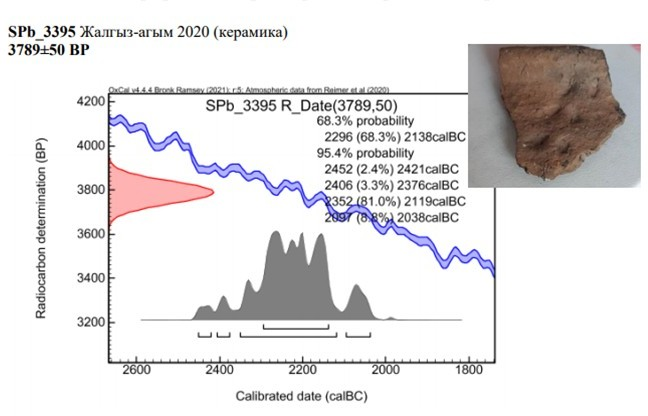 SPb_3395 Жалгыз-агым 2020 (керамика)
3789±50 BP
OxCal v4.4.4 Bronk Ramsey (2021); r:5; Atmospheric data from Reimer et al (2020)
SPb_3395 R_Date(3789,50)
68.3% probability
2296 (68.3%) 2138calBC
95.4% probability
2452 (2.4%) 2421calBC
2406 (3.3%) 2376calBC
2352 (81.0%) 2119calBC
2097 (8.8%) 2038calBC
Radiocarbon determination (BP)
4200
4000
3800
3600
3400
3200
2600 2400 2200 2000 1800
Calibrated date (calBC)